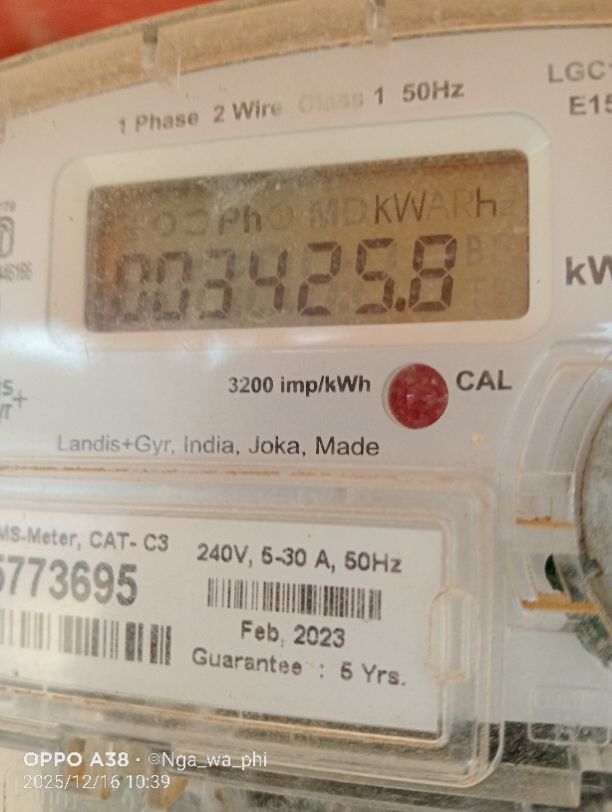 1 Phase 2 Wire Class 1 50Hz
LGC
E15
Ph KWh
003425.8
kW
3200 imp/kWh CAL
Landis+Gyr, India, Joka, Made
MS-Meter, CAT- C3
5773695
240V, 5-30 A, 50Hz
Feb, 2023
Guarantee : 5 Yrs.
OPPO A38 · ©Nga_wa_phi
2025/12/16 10:39